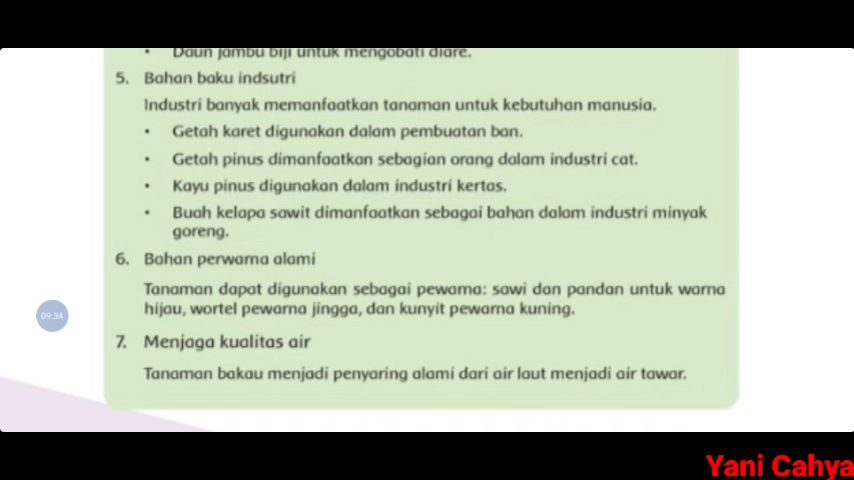 • Daun jambu biji untuk mengobati diare.
5. Bahan baku indsutri
Industri banyak memanfaatkan tanaman untuk kebutuhan manusia.
• Getah karet digunakan dalam pembuatan ban.
• Getah pinus dimanfaatkan sebagian orang dalam industri cat.
• Kayu pinus digunakan dalam industri kertas.
• Buah kelapa sawit dimanfaatkan sebagai bahan dalam industri minyak
goreng.
6. Bahan perwarna alami
Tanaman dapat digunakan sebagai pewarna: sawi dan pandan untuk warna
hijau, wortel pewarna jingga, dan kunyit pewarna kuning.
09:34
7. Menjaga kualitas air
Tanaman bakau menjadi penyaring alami dari air laut menjadi air tawar.
Yani Cahya